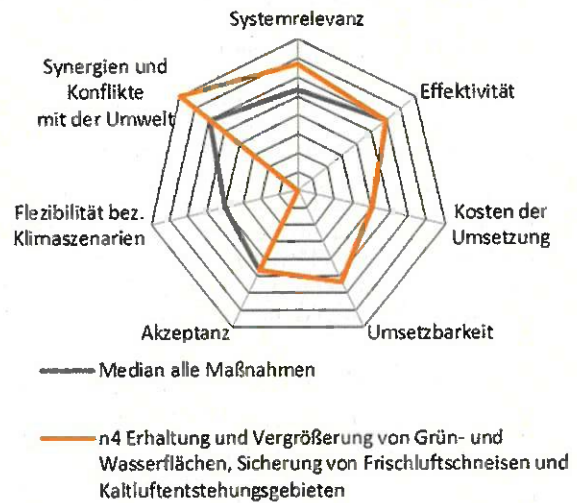 Systemrelevanz
Synergien und
Konflikte
mit der Umwelt
Effektivität
Flezibilität bez.
Klimaszenarien
Kosten der
Umsetzung
Akzeptanz
Umsetzbarkeit
Median alle Maßnahmen
n4 Erhaltung und Vergrößerung von Grün- und
Wasserflächen, Sicherung von Frischluftschneisen und
Kaltluftentstehungsgebieten